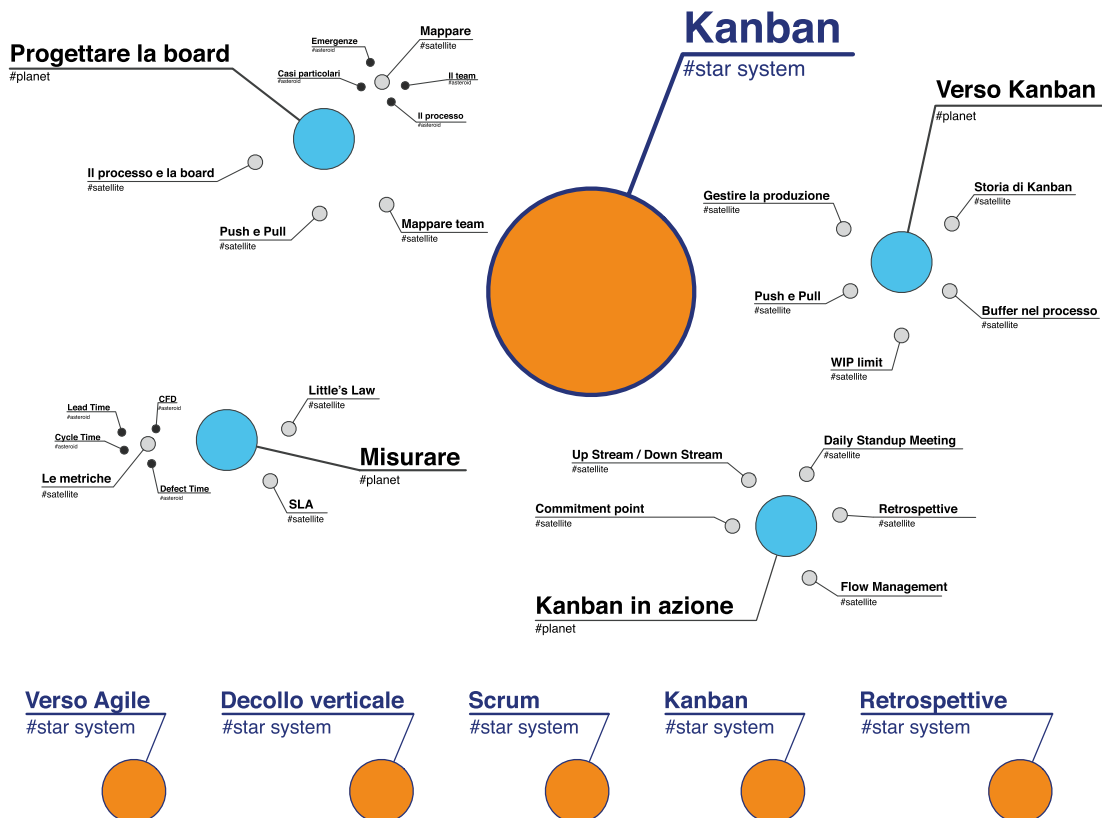 Kanban
#star system
Progettare la board
#planet
Mappare
#satellite
Emergenze
#asteroid
Casi particolari
#asteroid
Il team
#asteroid
Il processo
#asteroid
Il processo e la board
#satellite
Push e Pull
#satellite
Mappare team
#satellite
Verso Kanban
#planet
Gestire la produzione
#satellite
Storia di Kanban
#satellite
Push e Pull
#satellite
Buffer nel processo
#satellite
WIP limit
#satellite
Little's Law
#satellite
CFD
#asteroid
Lead Time
#asteroid
Cycle Time
#asteroid
Le metriche
#satellite
Defect Time
#asteroid
Misurare
#planet
SLA
#satellite
Daily Standup Meeting
#satellite
Up Stream / Down Stream
#satellite
Commitment point
#satellite
Retrospettive
#satellite
Flow Management
#satellite
Kanban in azione
#planet
Verso Agile
#star system
Decollo verticale
#star system
Scrum
#star system
Kanban
#star system
Retrospettive
#star system